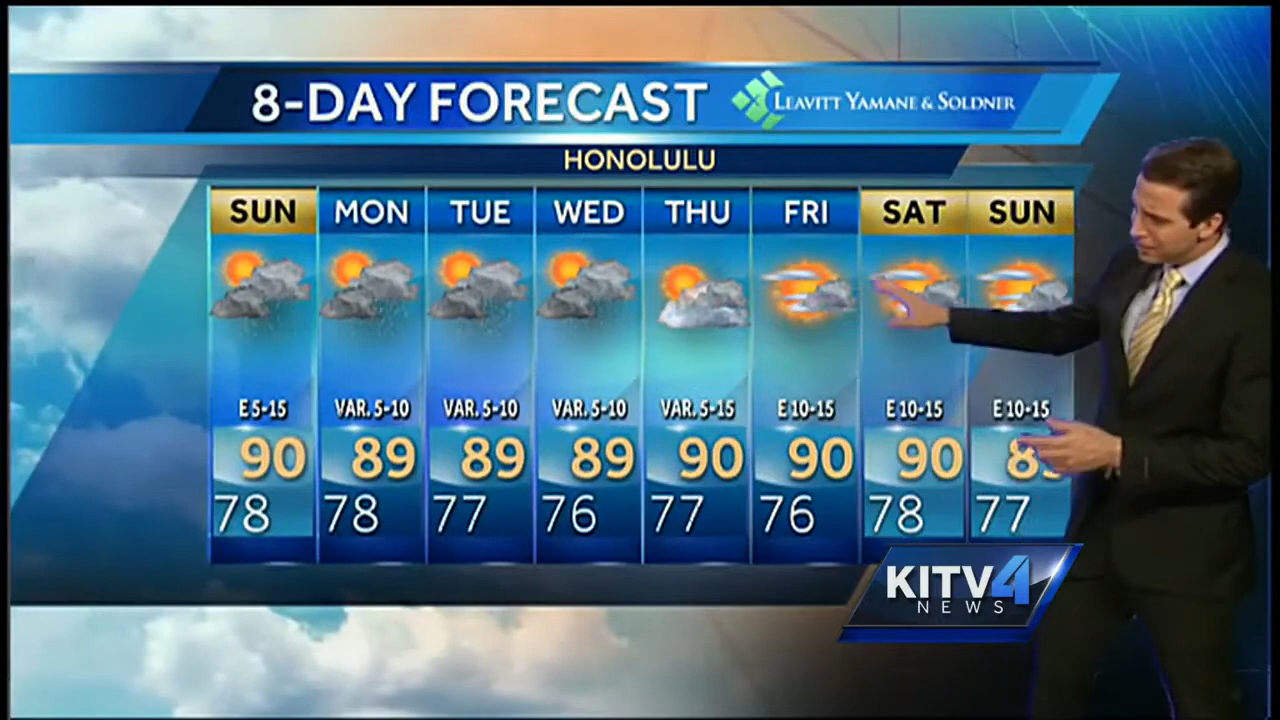 8-DAY FORECAST
LEAVITT YAMANE & SOLDNER
HONOLULU
SUN MON TUE WED THU FRI SAT SUN
E 5-15 VAR. 5-10 VAR. 5-10 VAR. 5-10 VAR. 5-15 E 10-15 E 10-15 E 10-15
90 89 89 89 90 90 90
78 78 77 76 77 76 78 77
KITV4
NEWS